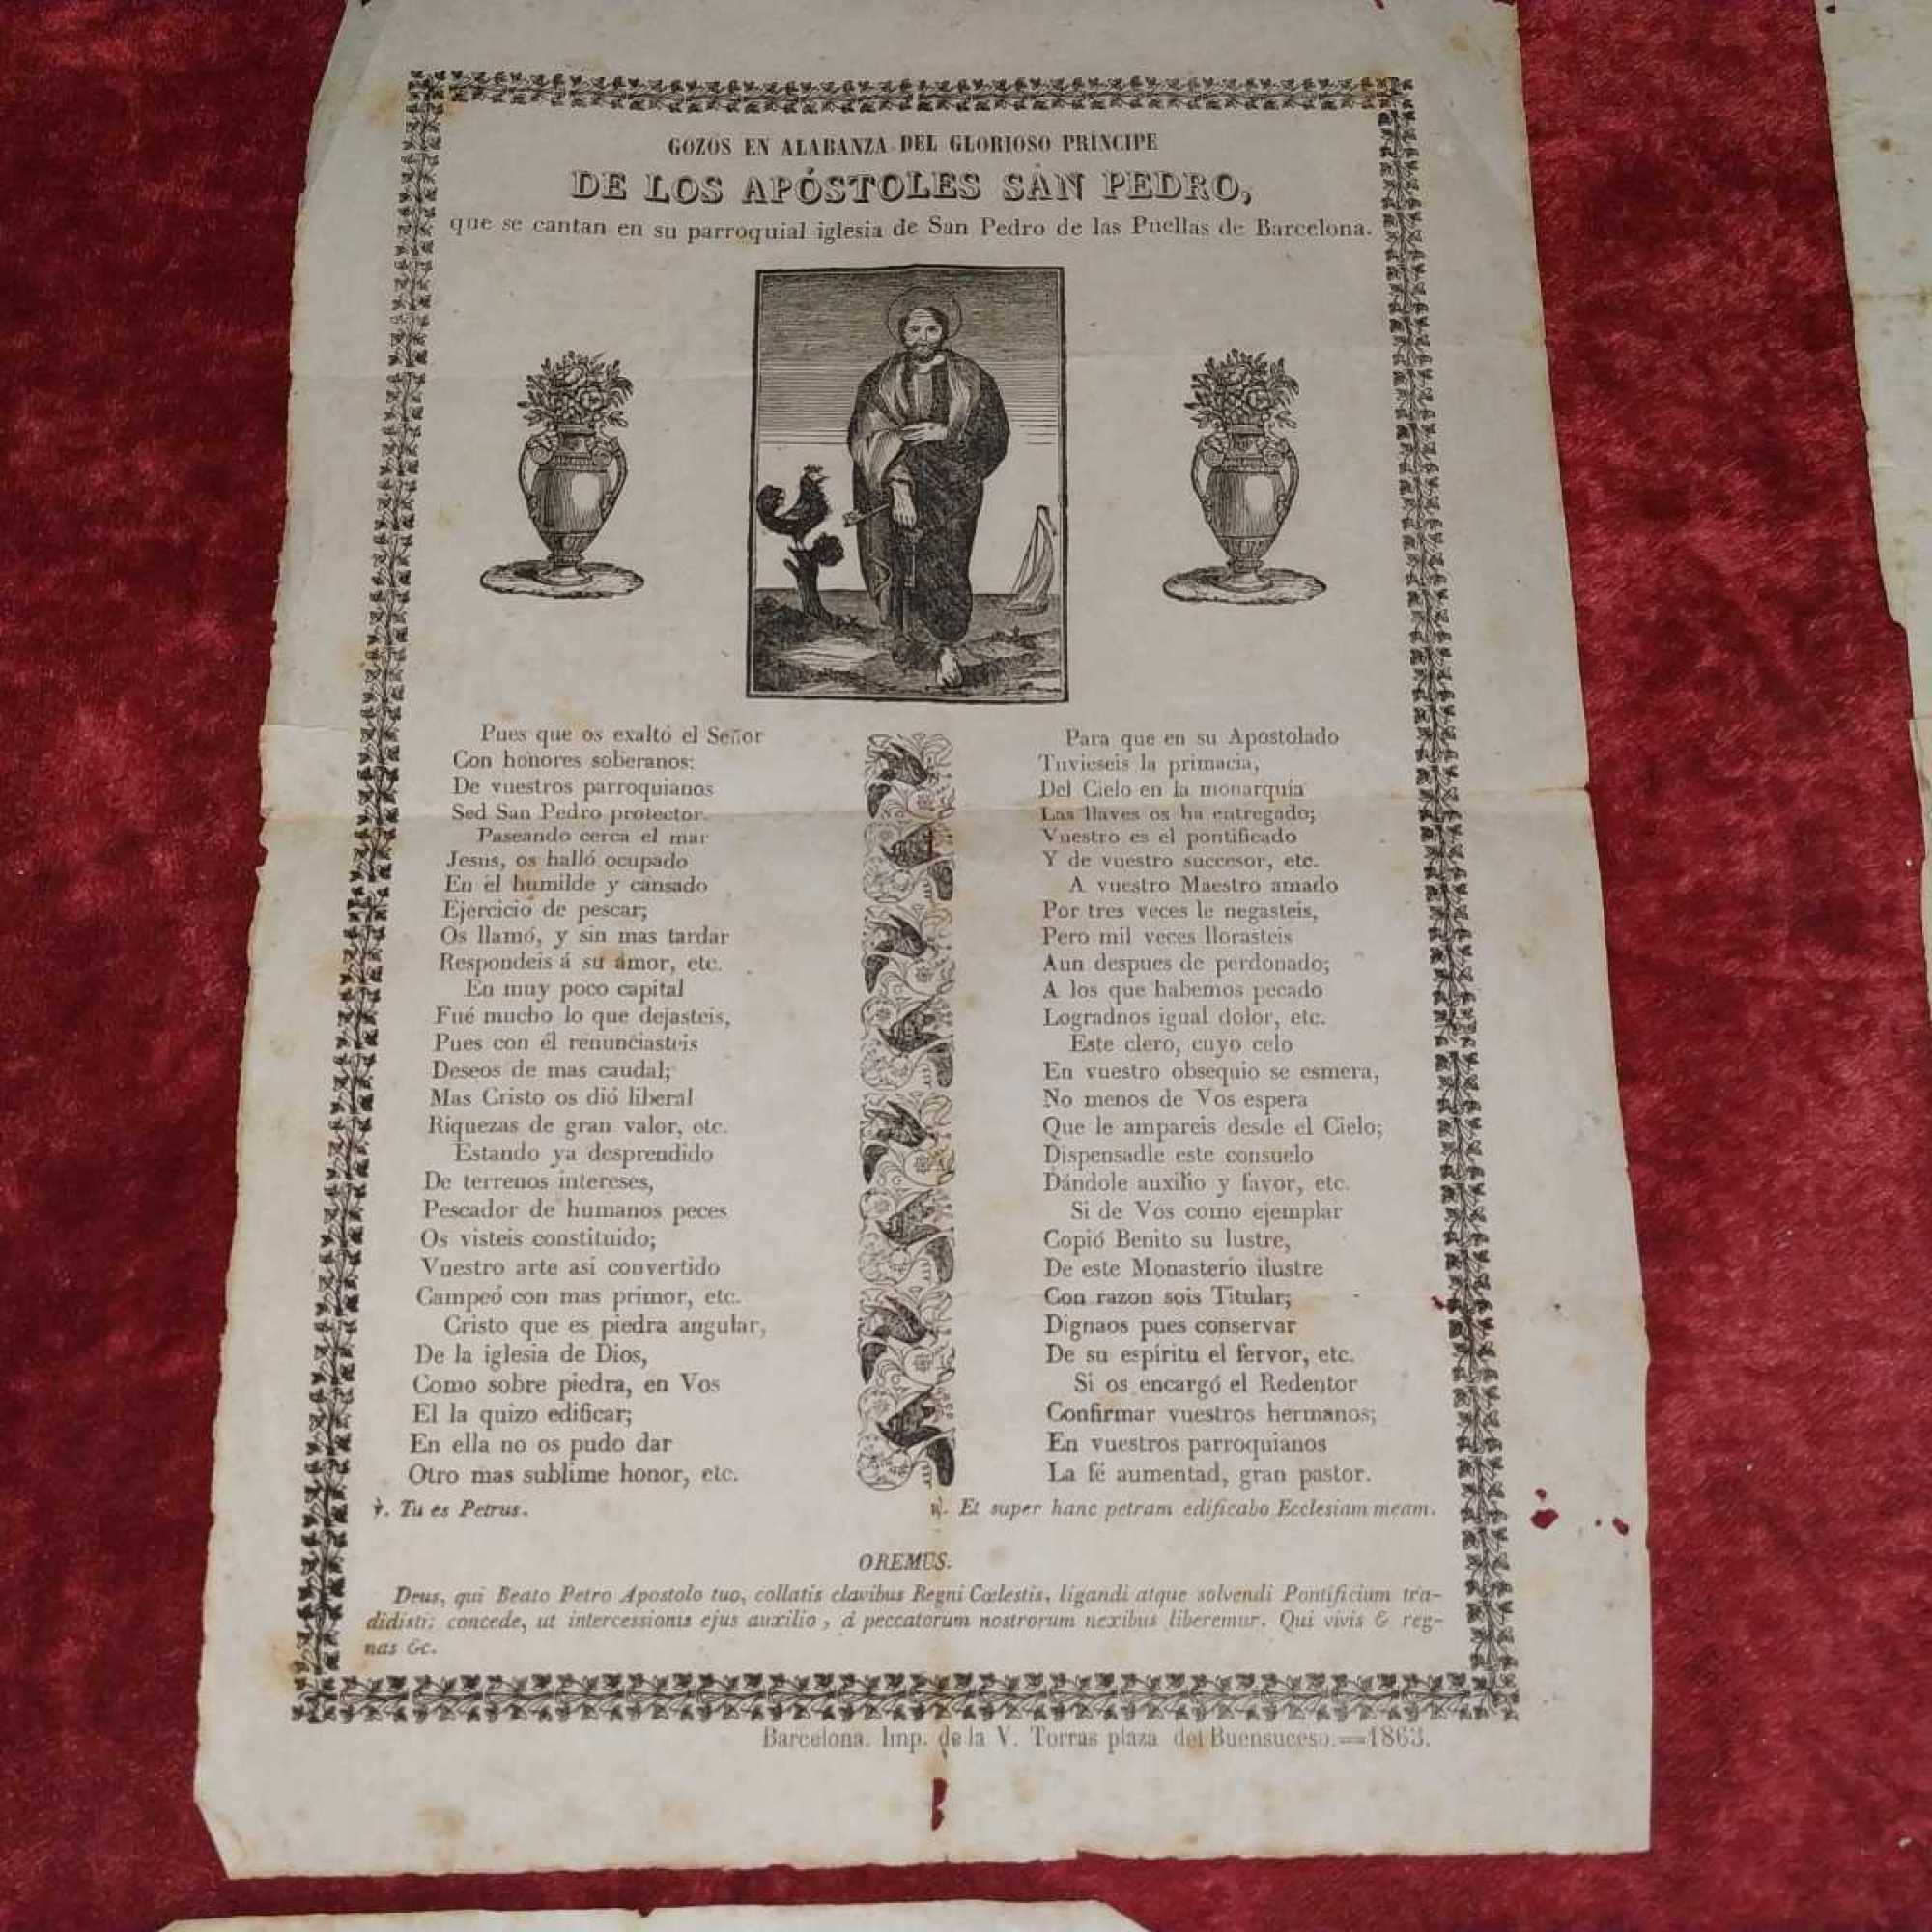 GOZOS EN ALABANZA DEL GLORIOSO PRÍNCIPE
DE LOS APÓSTOLES SAN PEDRO,
que se cantan en su parroquial iglesia de San Pedro de las Puellas de Barcelona.
Pues que os exaltó el Señor
Con honores soberanos:
De vuestros parroquianos
Sed San Pedro protector.
Paseando cerca el mar
Jesus, os halló ocupado
En el humilde y cansado
Ejercicio de pescar;
Os llamó, y sin mas tardar
Respondeis á su amor, etc.
En muy poco capital
Fué mucho lo que dejasteis,
Pues con él renunciasteis
Deseos de mas caudal;
Mas Cristo os dió liberal
Riquezas de gran valor, etc.
Estando ya desprendido
De terrenos intereses,
Pescador de humanos peces
Os visteis constituido;
Vuestro arte así convertido
Campeó con mas primor, etc.
Cristo que es piedra angular,
De la iglesia de Dios,
Como sobre piedra, en Vos
El la quizo edificar;
En ella no os pudo dar
Otro mas sublime honor, etc.
Para que en su Apostolado
Tuvieseis la primacía,
Del Cielo en la monarquía
Las llaves os ha entregado;
Vuestro es el pontificado
Y de vuestro succesor, etc.
A vuestro Maestro amado
Por tres veces le negasteis,
Pero mil veces llorasteis
Aun despues de perdonado;
A los que habemos pecado
Logradnos igual dolor, etc.
Este clero, cuyo celo
En vuestro obsequio se esmera,
No menos de Vos espera
Que le ampareis desde el Cielo;
Dispensadle este consuelo
Dándole auxilio y favor, etc.
Si de Vos como ejemplar
Copió Benito su lustre,
De este Monasterio ilustre
Con razon sois Titular;
Dignaos pues conservar
De su espíritu el fervor, etc.
Si os encargó el Redentor
Confirmar vuestros hermanos;
En vuestros parroquianos
La fé aumentad, gran pastor.
℣. Tu es Petrus.
℟. Et super hanc petram edificabo Ecclesiam meam.
OREMUS.
Deus, qui Beato Petro Apostolo tuo, collatis clavibus Regni Cœlestis, ligandi atque solvendi Pontificium tra-
didisti: concede, ut intercessionis ejus auxilio, á peccatorum nostrorum nexibus liberemur. Qui vivis & reg-
nas &c.
Barcelona. Imp. de la V. Torras plaza del Buensuceso.=1863.